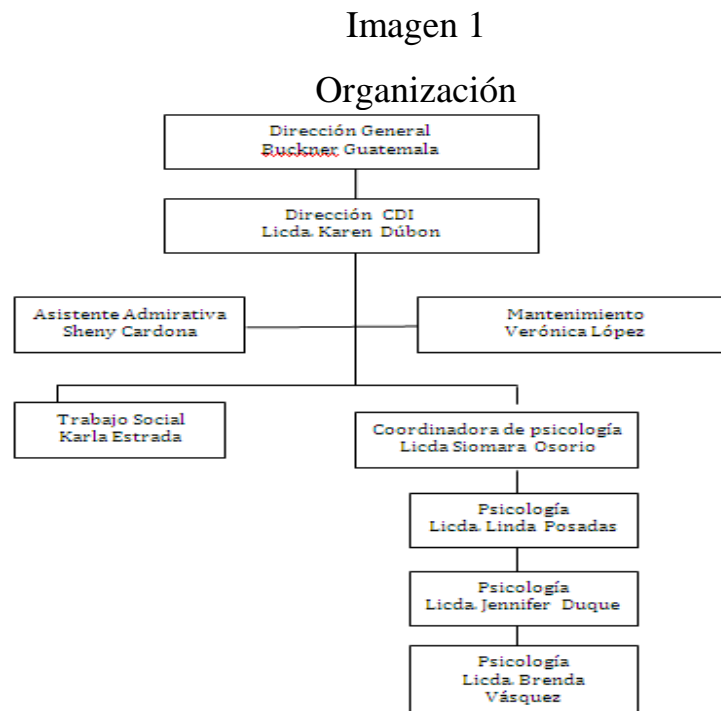 Imagen 1
Organización
Dirección General
Buckner Guatemala
Dirección CDI
Licda. Karen Dúbon
Asistente Admirativa
Sheny Cardona
Mantenimiento
Verónica López
Trabajo Social
Karla Estrada
Coordinadora de psicología
Licda Siomara Osorio
Psicología
Licda. Linda Posadas
Psicología
Licda. Jennifer Duque
Psicología
Licda. Brenda
Vásquez